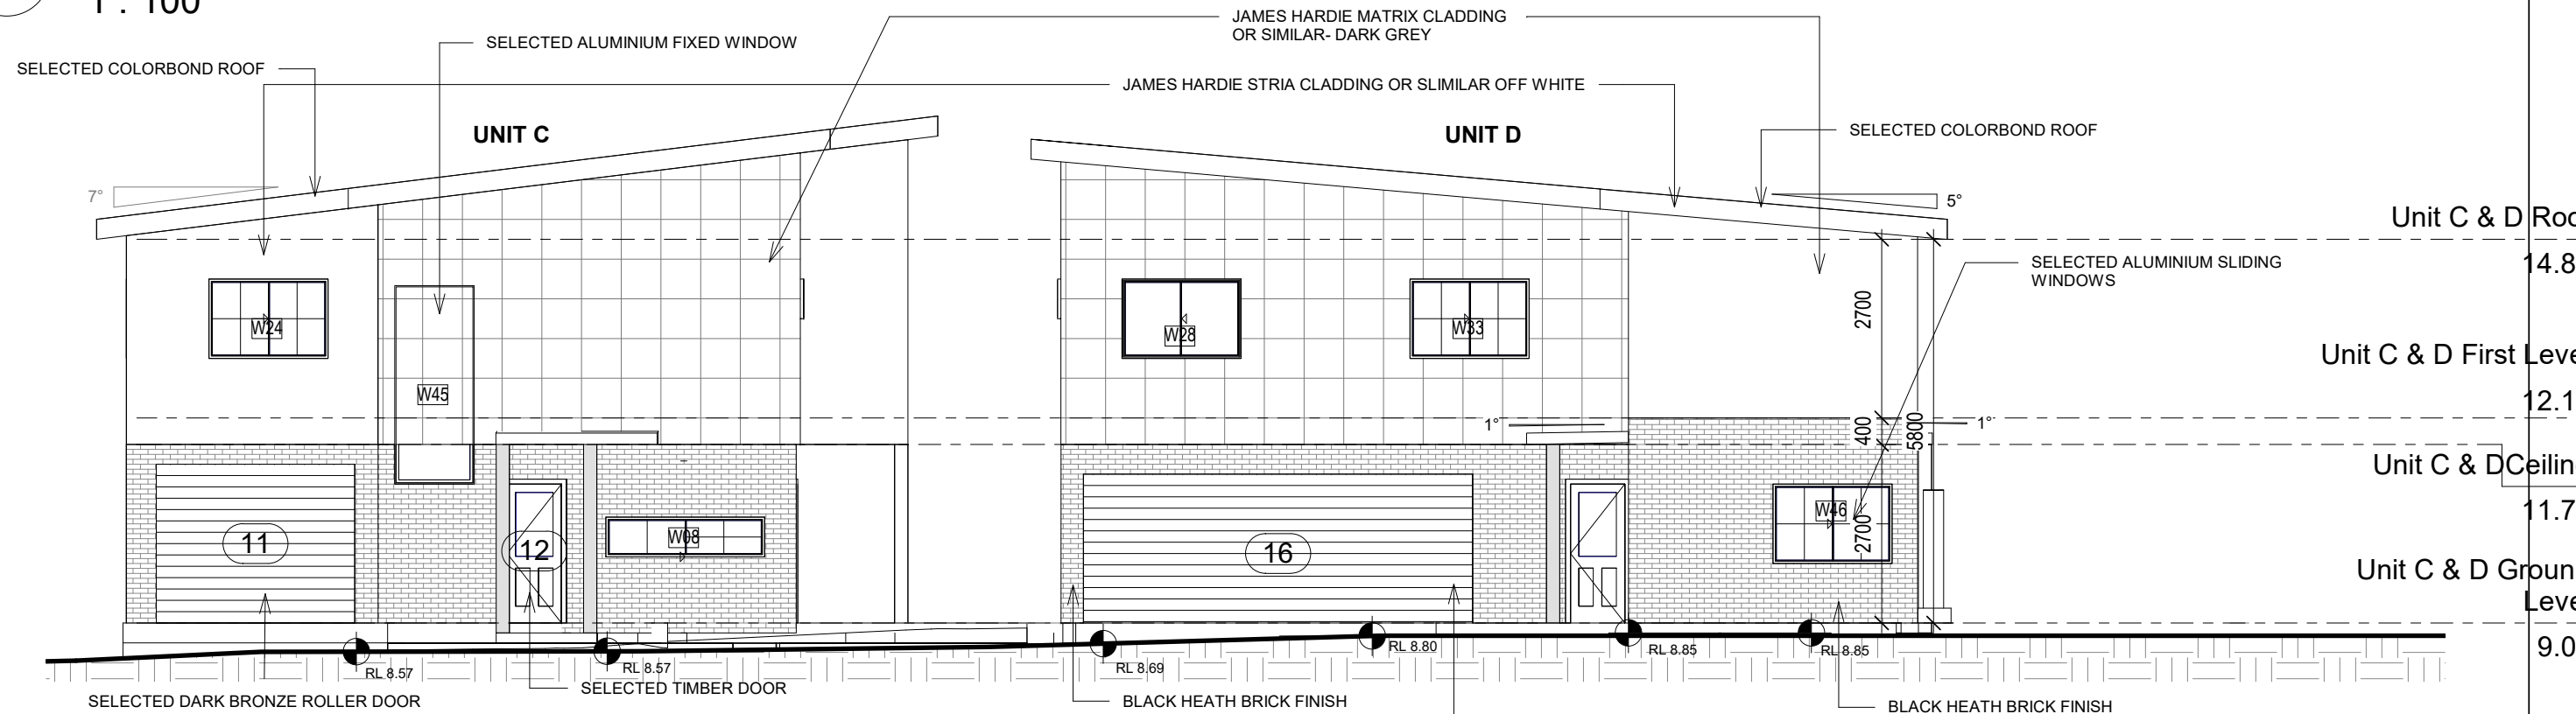 1 : 100
JAMES HARDIE MATRIX CLADDING
OR SIMILAR- DARK GREY
SELECTED ALUMINIUM FIXED WINDOW
SELECTED COLORBOND ROOF
JAMES HARDIE STRIA CLADDING OR SLIMILAR OFF WHITE
UNIT C
UNIT D
SELECTED COLORBOND ROOF
7°
5°
Unit C & D Roo
14.8
SELECTED ALUMINIUM SLIDING
WINDOWS
2700
W24
W28
W33
Unit C & D First Leve
12.1
W45
1°
400
5800
1°
Unit C & DCeilin
11.7
W46
2700
W08
11
12
16
Unit C & D Groun
Leve
9.0
RL 8.57
RL 8.57
RL 8.69
RL 8.80
RL 8.85
RL 8.85
SELECTED DARK BRONZE ROLLER DOOR
SELECTED TIMBER DOOR
BLACK HEATH BRICK FINISH
BLACK HEATH BRICK FINISH